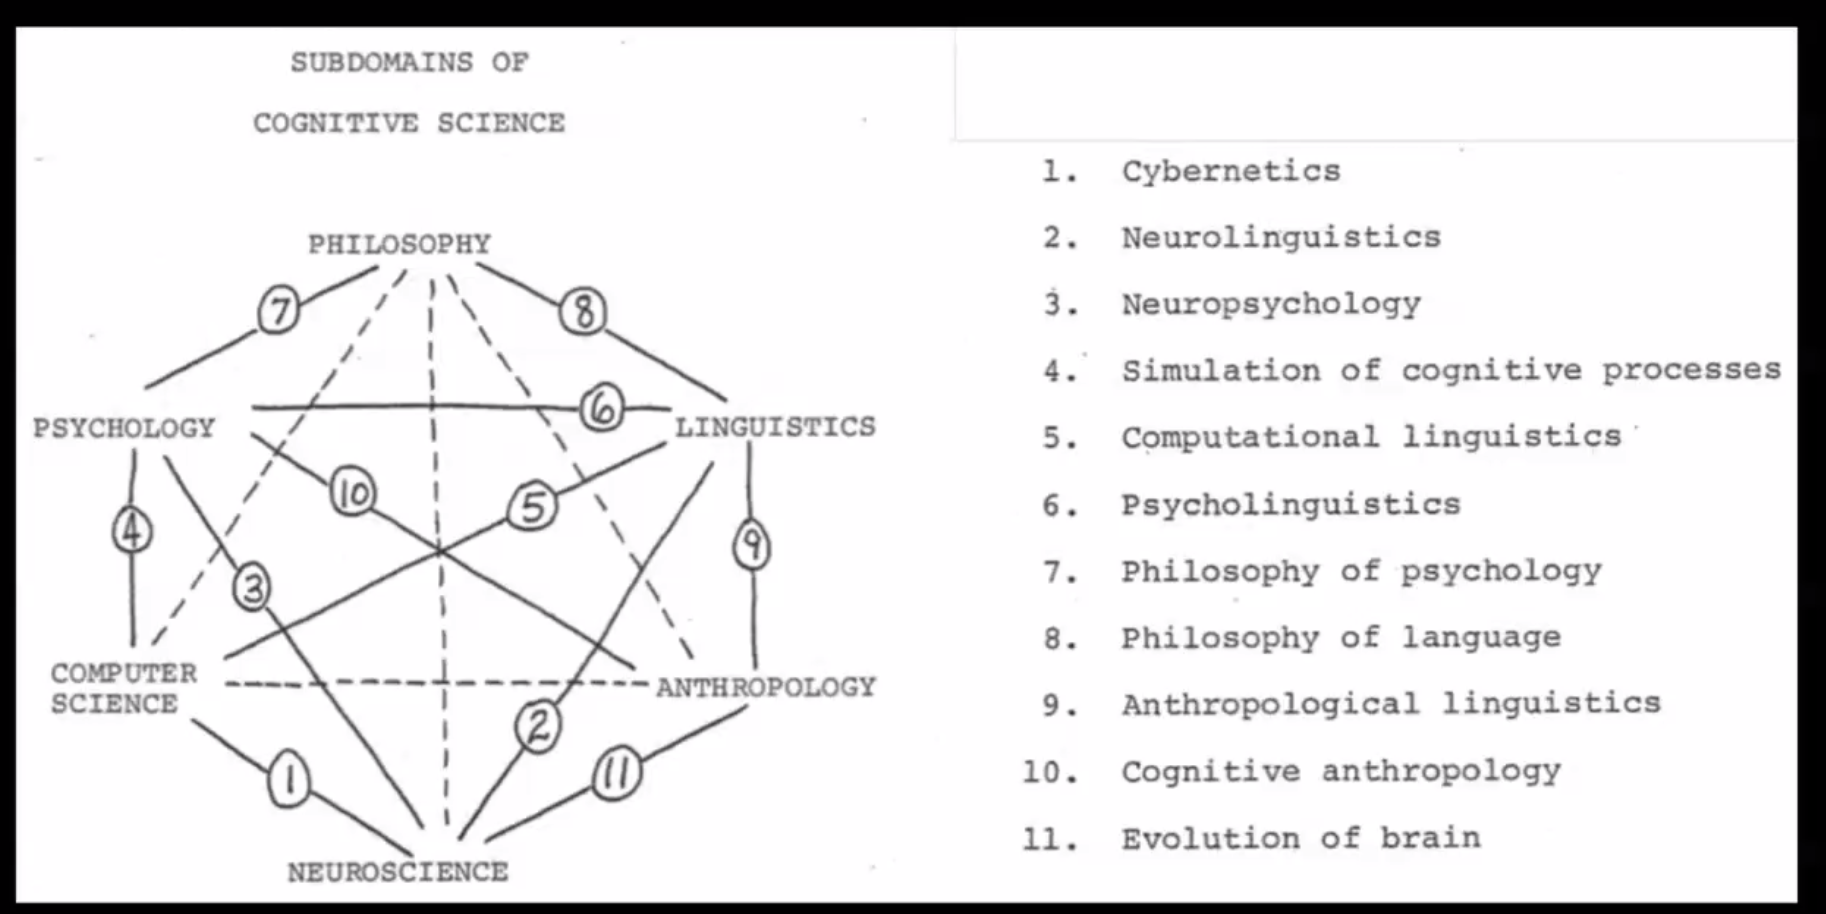 SUBDOMAINS OF
COGNITIVE SCIENCE
PHILOSOPHY
7
8
6
PSYCHOLOGY
LINGUISTICS
10
5
4
9
3
COMPUTER
SCIENCE
ANTHROPOLOGY
2
1
11
NEUROSCIENCE
1. Cybernetics
2. Neurolinguistics
3. Neuropsychology
4. Simulation of cognitive processes
5. Computational linguistics
6. Psycholinguistics
7. Philosophy of psychology
8. Philosophy of language
9. Anthropological linguistics
10. Cognitive anthropology
11. Evolution of brain